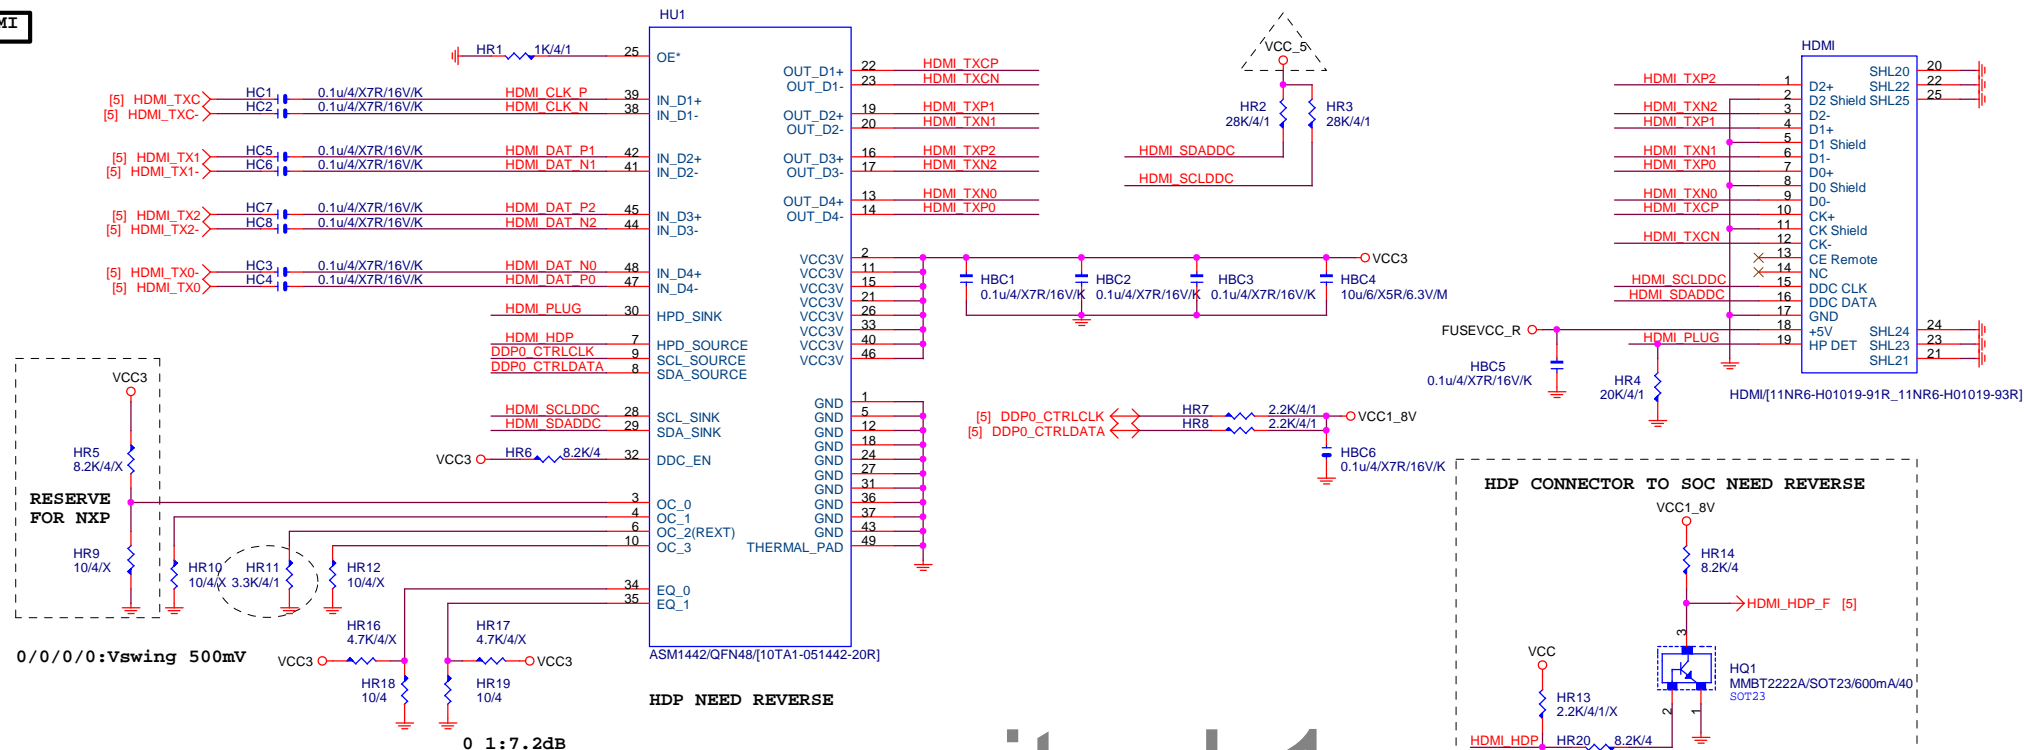 MI
HU1
HR1 1K/4/1 25 OE*
[5] HDMI_TXC HC1 0.1u/4/X7R/16V/K HDMI_CLK_P 39 IN_D1+
[5] HDMI_TXC- HC2 0.1u/4/X7R/16V/K HDMI_CLK_N 38 IN_D1-
[5] HDMI_TX1 HC5 0.1u/4/X7R/16V/K HDMI_DAT_P1 42 IN_D2+
[5] HDMI_TX1- HC6 0.1u/4/X7R/16V/K HDMI_DAT_N1 41 IN_D2-
[5] HDMI_TX2 HC7 0.1u/4/X7R/16V/K HDMI_DAT_P2 45 IN_D3+
[5] HDMI_TX2- HC8 0.1u/4/X7R/16V/K HDMI_DAT_N2 44 IN_D3-
[5] HDMI_TX0- HC3 0.1u/4/X7R/16V/K HDMI_DAT_N0 48 IN_D4+
[5] HDMI_TX0 HC4 0.1u/4/X7R/16V/K HDMI_DAT_P0 47 IN_D4-
HDMI_PLUG 30 HPD_SINK
HDMI_HDP 7 HPD_SOURCE
DDP0_CTRLCLK 9 SCL_SOURCE
DDP0_CTRLDATA 8 SDA_SOURCE
HDMI_SCLDDC 28 SCL_SINK
HDMI_SDADDC 29 SDA_SINK
VCC3 HR6 8.2K/4 32 DDC_EN
3 OC_0
4 OC_1
6 OC_2(REXT)
10 OC_3
34 EQ_0
35 EQ_1
VCC3
HR5
8.2K/4/X
RESERVE
FOR NXP
HR9
10/4/X
HR10
10/4/X
HR11
3.3K/4/1
HR12
10/4/X
0/0/0/0:Vswing 500mV
HR16
4.7K/4/X
HR17
4.7K/4/X
VCC3
VCC3
HR18
10/4
HR19
10/4
0 1:7.2dB
OUT_D1+ 22 HDMI_TXCP
OUT_D1- 23 HDMI_TXCN
OUT_D2+ 19 HDMI_TXP1
OUT_D2- 20 HDMI_TXN1
OUT_D3+ 16 HDMI_TXP2
OUT_D3- 17 HDMI_TXN2
OUT_D4+ 13 HDMI_TXN0
OUT_D4- 14 HDMI_TXP0
VCC3V 2
VCC3V 11
VCC3V 15
VCC3V 21
VCC3V 26
VCC3V 33
VCC3V 40
VCC3V 46
GND 1
GND 5
GND 12
GND 18
GND 24
GND 27
GND 31
GND 36
GND 37
GND 43
THERMAL_PAD 49
ASM1442/QFN48/[10TA1-051442-20R]
HDP NEED REVERSE
VCC_5
HR2
28K/4/1
HR3
28K/4/1
HDMI_SDADDC
HDMI_SCLDDC
VCC3
HBC1
0.1u/4/X7R/16V/K
HBC2
0.1u/4/X7R/16V/K
HBC3
0.1u/4/X7R/16V/K
HBC4
10u/6/X5R/6.3V/M
[5] DDP0_CTRLCLK HR7 2.2K/4/1 VCC1_8V
[5] DDP0_CTRLDATA HR8 2.2K/4/1
HBC6
0.1u/4/X7R/16V/K
HDMI
HDMI_TXP2 1 D2+
2 D2 Shield
HDMI_TXN2 3 D2-
HDMI_TXP1 4 D1+
5 D1 Shield
HDMI_TXN1 6 D1-
HDMI_TXP0 7 D0+
8 D0 Shield
HDMI_TXN0 9 D0-
HDMI_TXCP 10 CK+
11 CK Shield
HDMI_TXCN 12 CK-
13 CE Remote
14 NC
HDMI_SCLDDC 15 DDC CLK
HDMI_SDADDC 16 DDC DATA
17 GND
FUSEVCC_R 18 +5V
HDMI_PLUG 19 HP DET
SHL20 20
SHL22 22
SHL25 25
SHL24 24
SHL23 23
SHL21 21
HBC5
0.1u/4/X7R/16V/K
HR4
20K/4/1
HDMI/[11NR6-H01019-91R_11NR6-H01019-93R]
HDP CONNECTOR TO SOC NEED REVERSE
VCC1_8V
HR14
8.2K/4
HDMI_HDP_F [5]
3
VCC
HQ1
MMBT2222A/SOT23/600mA/40
SOT23
HR13
2.2K/4/1/X
2
1
HDMI_HDP HR20 8.2K/4